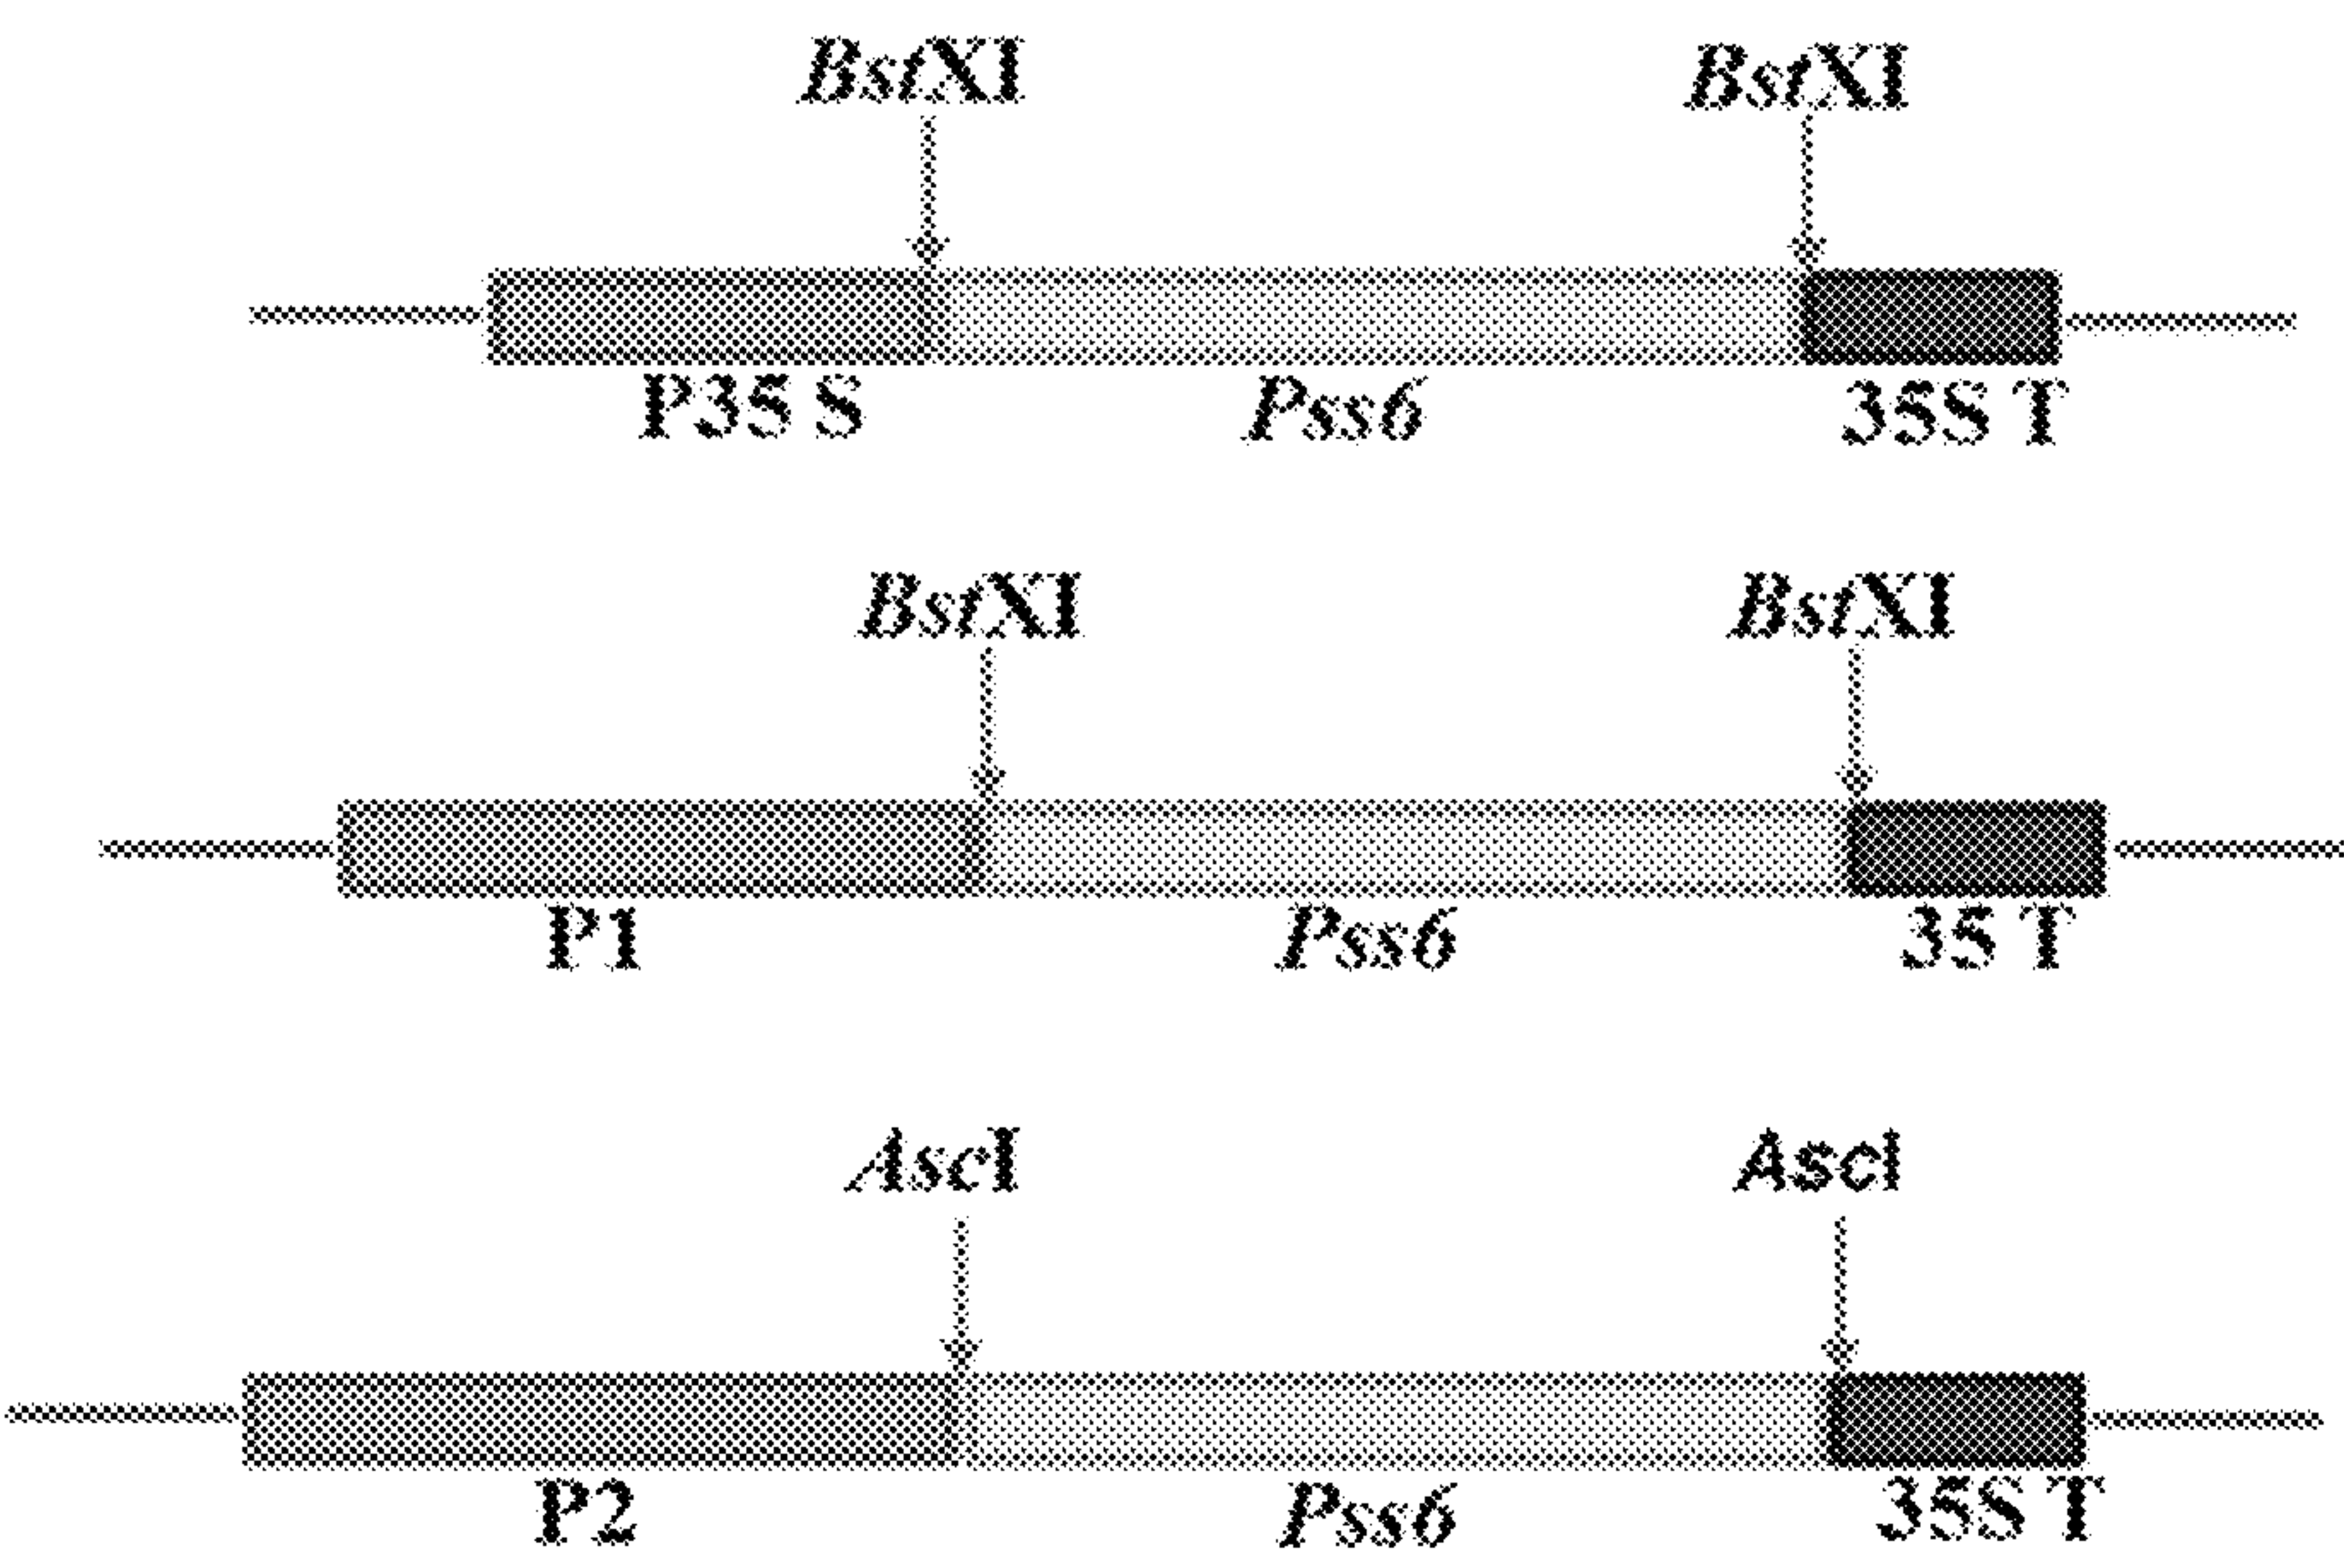 BstXI BstXI
P35 S Pss6 35S T
BstXI BstXI
P1 Pss6 35 T
AscI AscI
P2 Pss6 35S T